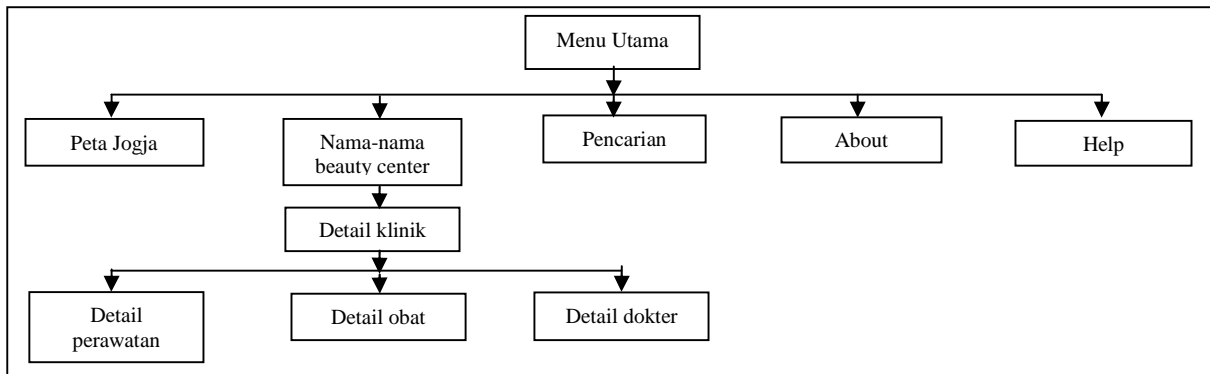 Menu Utama
Peta Jogja
Nama-nama
beauty center
Pencarian
About
Help
Detail klinik
Detail
perawatan
Detail obat
Detail dokter